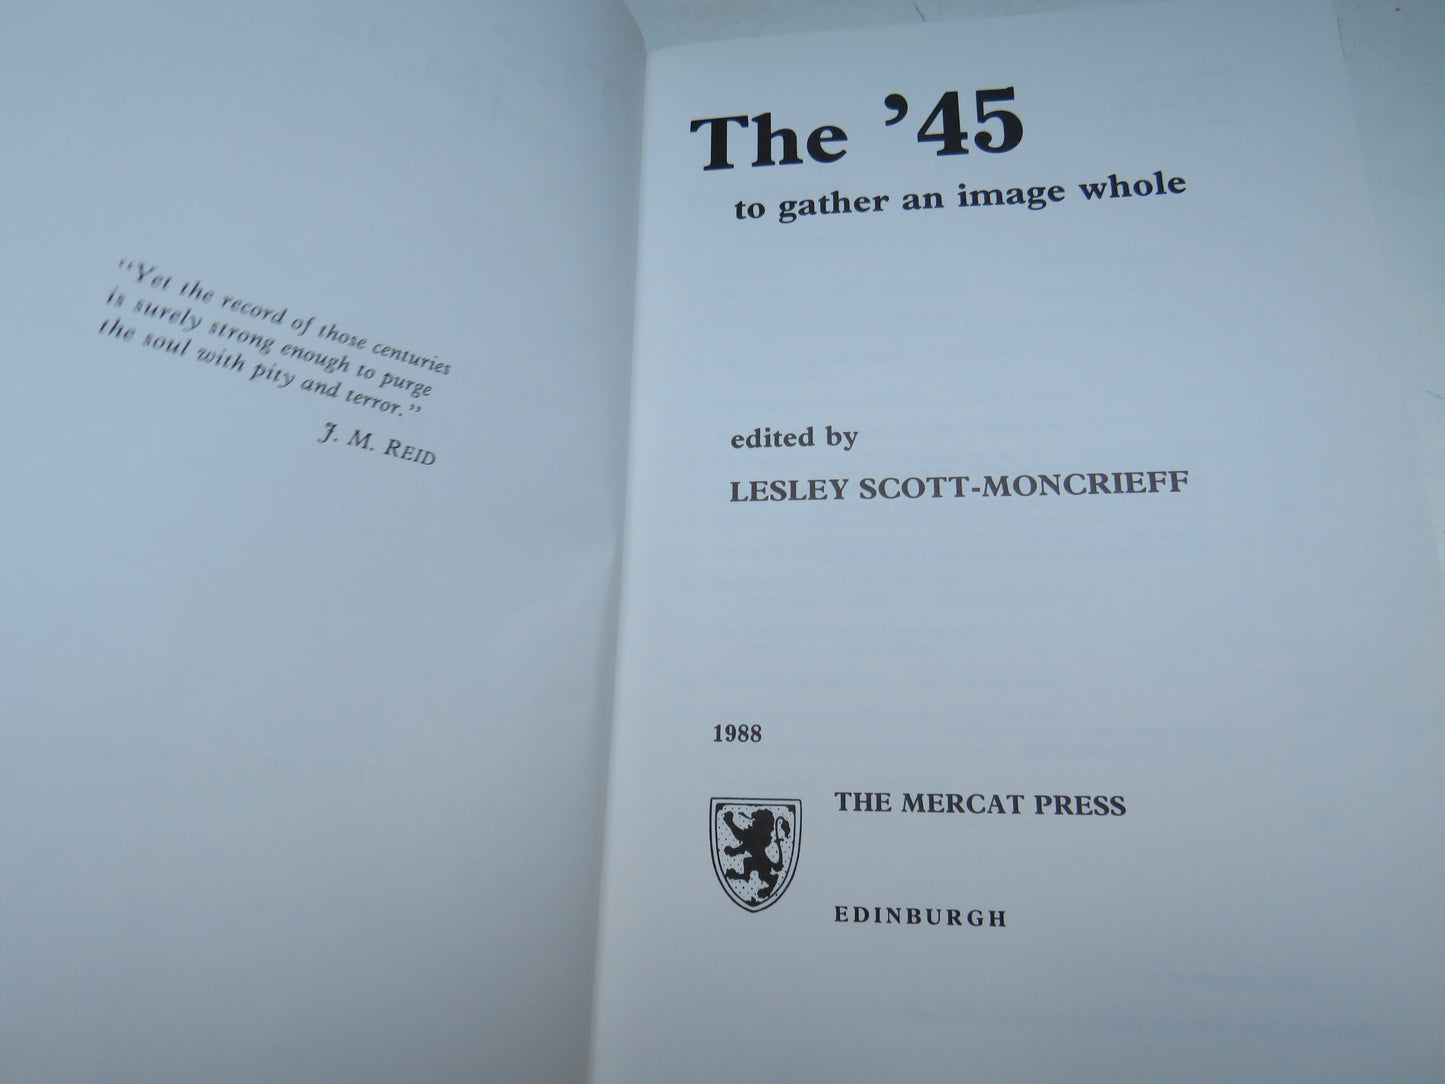 “Yet the record of those centuries
is surely strong enough to purge
the soul with pity and terror.”
J. M. REID
The ’45
to gather an image whole
edited by
LESLEY SCOTT-MONCRIEFF
1988
THE MERCAT PRESS
EDINBURGH